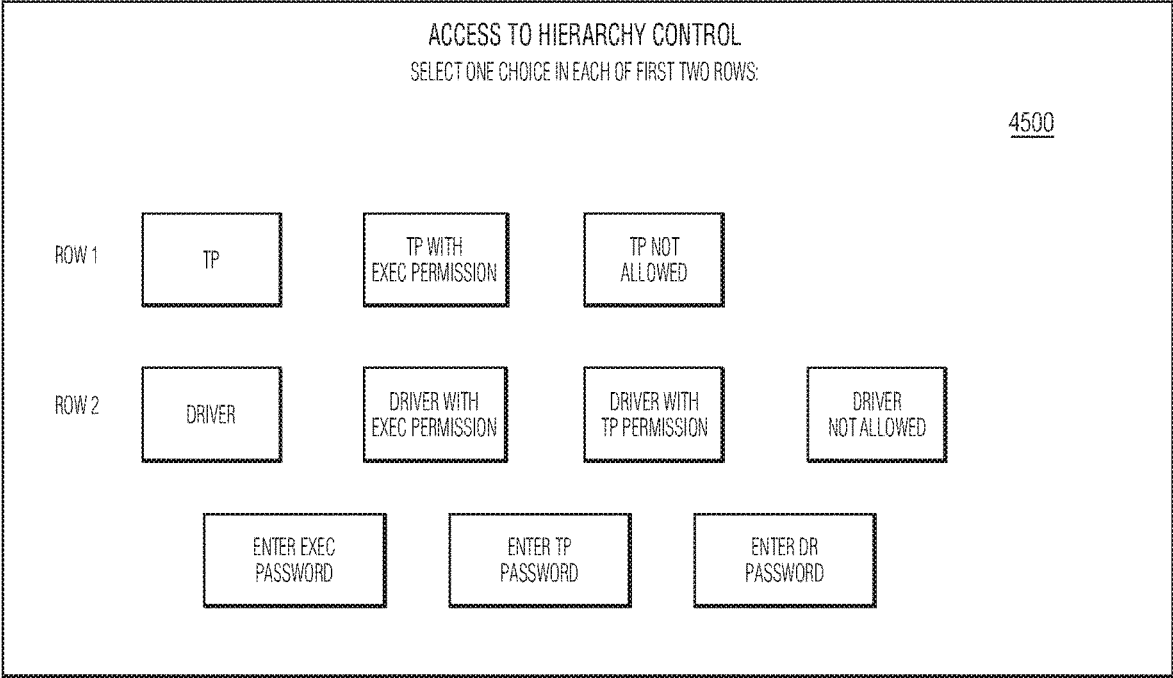 ACCESS TO HIERARCHY CONTROL
SELECT ONE CHOICE IN EACH OF FIRST TWO ROWS:
4500
ROW 1
TP
TP WITH
EXEC PERMISSION
TP NOT
ALLOWED
ROW 2
DRIVER
DRIVER WITH
EXEC PERMISSION
DRIVER WITH
TP PERMISSION
DRIVER
NOT ALLOWED
ENTER EXEC
PASSWORD
ENTER TP
PASSWORD
ENTER DR
PASSWORD